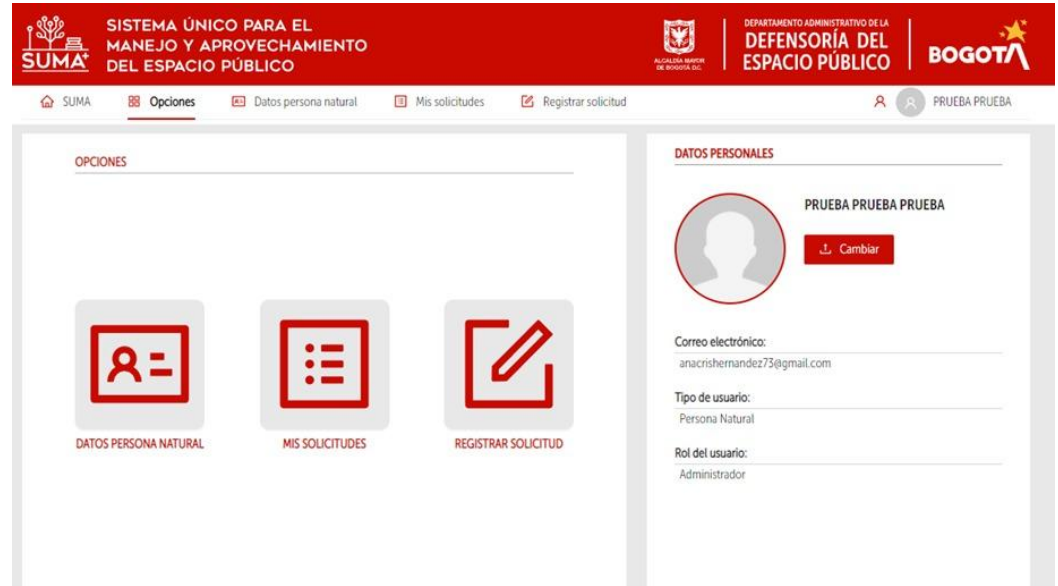 SUMA+
SISTEMA ÚNICO PARA EL
MANEJO Y APROVECHAMIENTO
DEL ESPACIO PÚBLICO
ALCALDÍA MAYOR
DE BOGOTÁ D.C.
DEPARTAMENTO ADMINISTRATIVO DE LA
DEFENSORÍA DEL
ESPACIO PÚBLICO
BOGOTÁ
SUMA
Opciones
Datos persona natural
Mis solicitudes
Registrar solicitud
PRUEBA PRUEBA
OPCIONES
DATOS PERSONA NATURAL
MIS SOLICITUDES
REGISTRAR SOLICITUD
DATOS PERSONALES
PRUEBA PRUEBA PRUEBA
Cambiar
Correo electrónico:
anacrishernandez73@gmail.com
Tipo de usuario:
Persona Natural
Rol del usuario:
Administrador